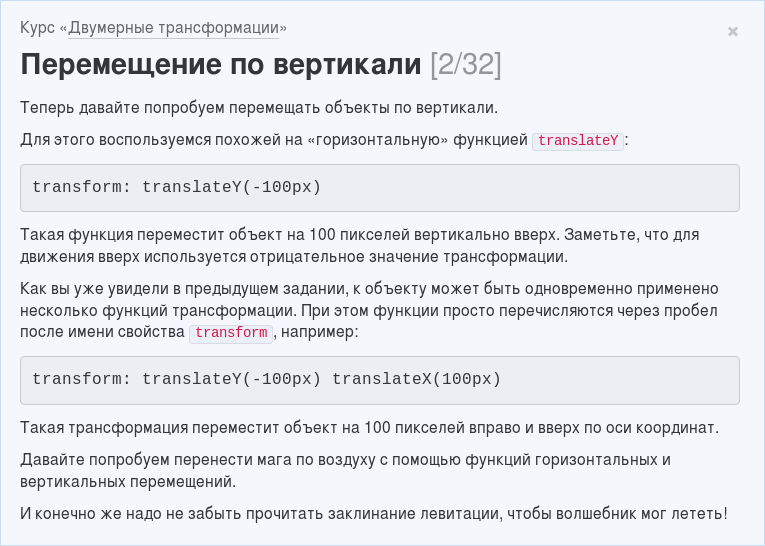 Курс «Двумерные трансформации»
×
Перемещение по вертикали [2/32]
Теперь давайте попробуем перемещать объекты по вертикали.
Для этого воспользуемся похожей на «горизонтальную» функцией translateY:
transform: translateY(-100px)
Такая функция переместит объект на 100 пикселей вертикально вверх. Заметьте, что для
движения вверх используется отрицательное значение трансформации.
Как вы уже увидели в предыдущем задании, к объекту может быть одновременно применено
несколько функций трансформации. При этом функции просто перечисляются через пробел
после имени свойства transform, например:
transform: translateY(-100px) translateX(100px)
Такая трансформация переместит объект на 100 пикселей вправо и вверх по оси координат.
Давайте попробуем перенести мага по воздуху с помощью функций горизонтальных и
вертикальных перемещений.
И конечно же надо не забыть прочитать заклинание левитации, чтобы волшебник мог лететь!